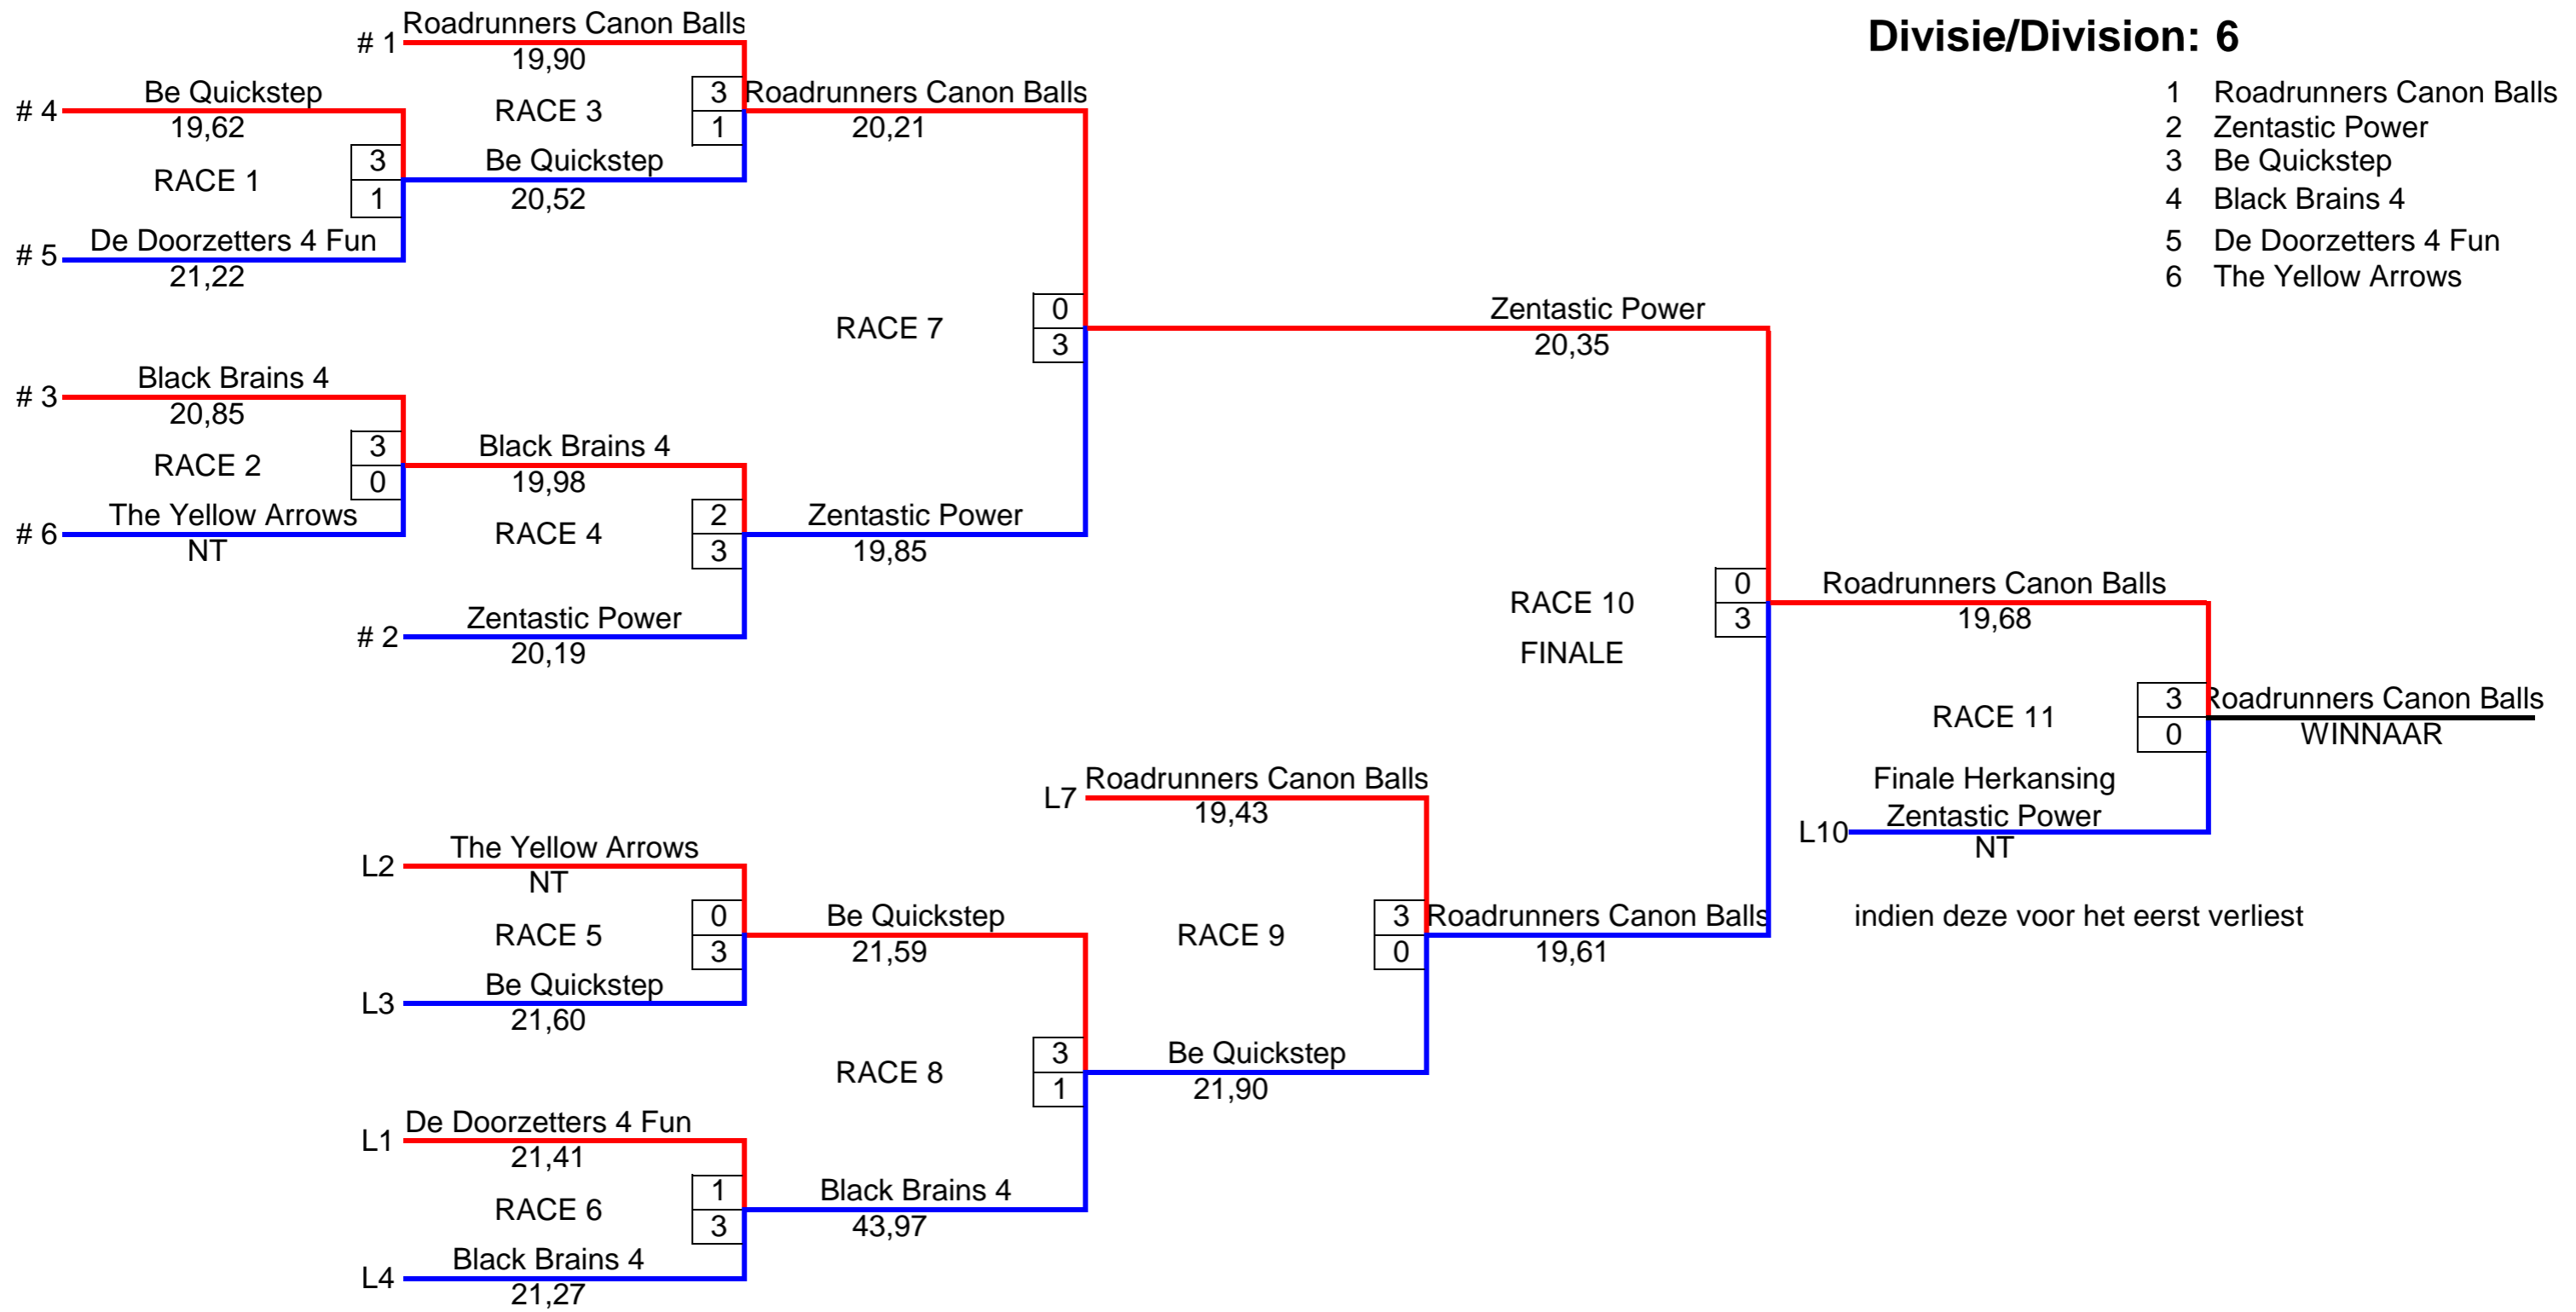 Divisie/Division: 6
1 Roadrunners Canon Balls
2 Zentastic Power
3 Be Quickstep
4 Black Brains 4
5 De Doorzetters 4 Fun
6 The Yellow Arrows
# 1 Roadrunners Canon Balls
19,90
# 4 Be Quickstep
19,62
RACE 1
3
1
# 5 De Doorzetters 4 Fun
21,22
RACE 3
3
1
Be Quickstep
20,52
Roadrunners Canon Balls
20,21
# 3 Black Brains 4
20,85
RACE 2
3
0
# 6 The Yellow Arrows
NT
Black Brains 4
19,98
RACE 4
2
3
# 2 Zentastic Power
20,19
Zentastic Power
19,85
RACE 7
0
3
Zentastic Power
20,35
RACE 10
FINALE
0
3
Roadrunners Canon Balls
19,68
RACE 11
3
0
Roadrunners Canon Balls
WINNAAR
Finale Herkansing
L10 Zentastic Power
NT
indien deze voor het eerst verliest
L7 Roadrunners Canon Balls
19,43
RACE 9
3
0
Roadrunners Canon Balls
19,61
L2 The Yellow Arrows
NT
RACE 5
0
3
L3 Be Quickstep
21,60
Be Quickstep
21,59
RACE 8
3
1
Be Quickstep
21,90
L1 De Doorzetters 4 Fun
21,41
RACE 6
1
3
L4 Black Brains 4
21,27
Black Brains 4
43,97